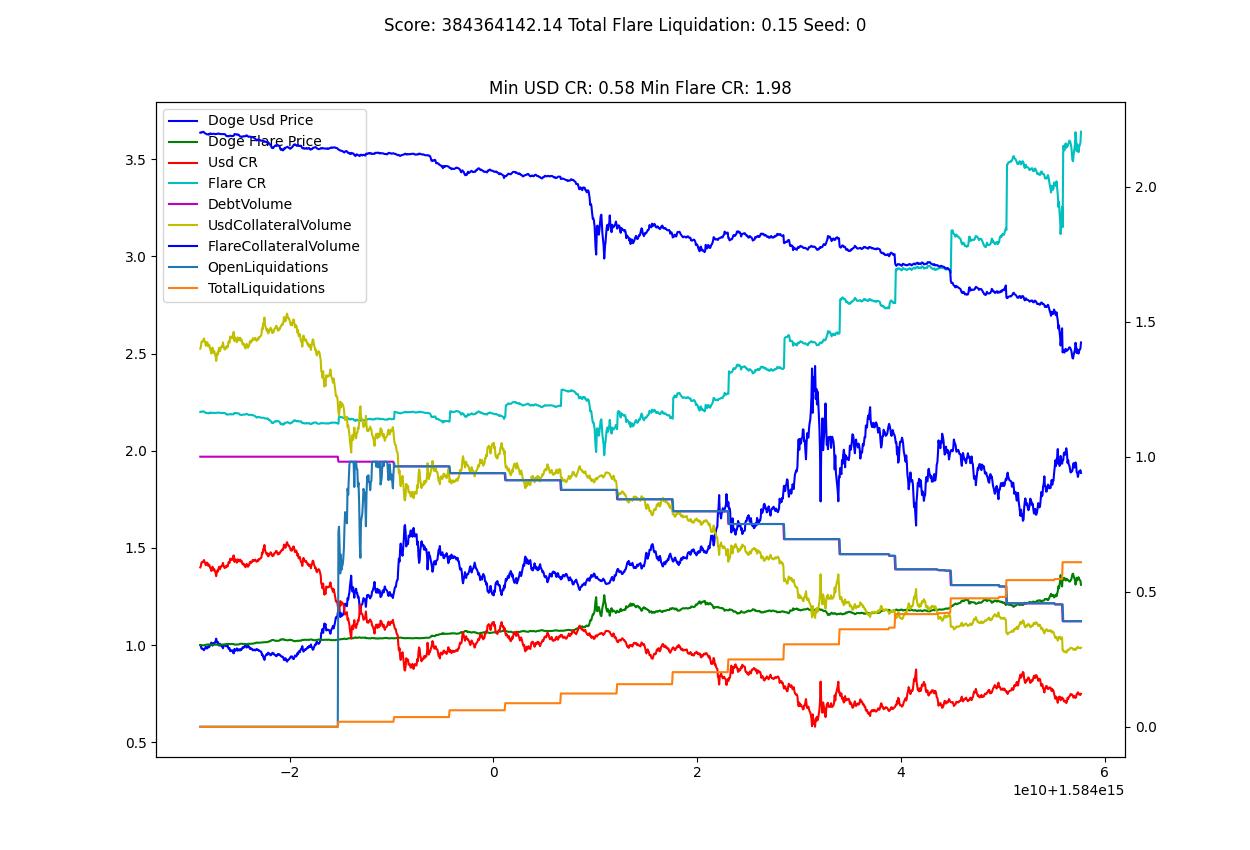 Score: 384364142.14 Total Flare Liquidation: 0.15 Seed: 0
Min USD CR: 0.58 Min Flare CR: 1.98
Doge Usd Price
Doge Flare Price
Usd CR
Flare CR
DebtVolume
UsdCollateralVolume
FlareCollateralVolume
OpenLiquidations
TotalLiquidations
3.5
3.0
2.5
2.0
1.5
1.0
0.5
2.0
1.5
1.0
0.5
0.0
−2
0
2
4
6
1e10+1.584e15